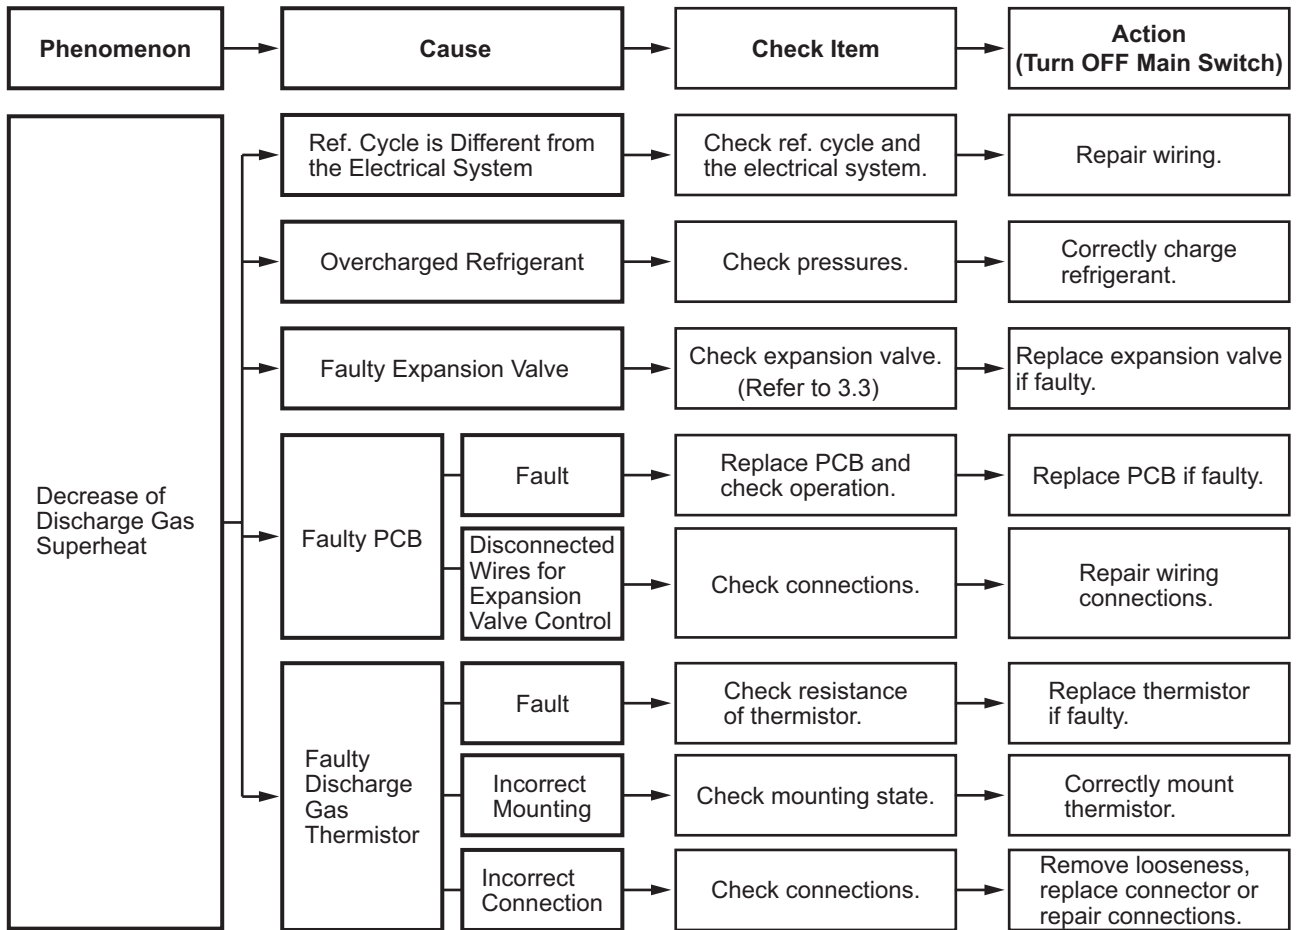 Phenomenon
Cause
Check Item
Action
(Turn OFF Main Switch)
Decrease of
Discharge Gas
Superheat
Ref. Cycle is Different from
the Electrical System
Check ref. cycle and
the electrical system.
Repair wiring.
Overcharged Refrigerant
Check pressures.
Correctly charge
refrigerant.
Faulty Expansion Valve
Check expansion valve.
(Refer to 3.3)
Replace expansion valve
if faulty.
Faulty PCB
Fault
Replace PCB and
check operation.
Replace PCB if faulty.
Disconnected
Wires for
Expansion
Valve Control
Check connections.
Repair wiring
connections.
Faulty
Discharge
Gas
Thermistor
Fault
Check resistance
of thermistor.
Replace thermistor
if faulty.
Incorrect
Mounting
Check mounting state.
Correctly mount
thermistor.
Incorrect
Connection
Check connections.
Remove looseness,
replace connector or
repair connections.